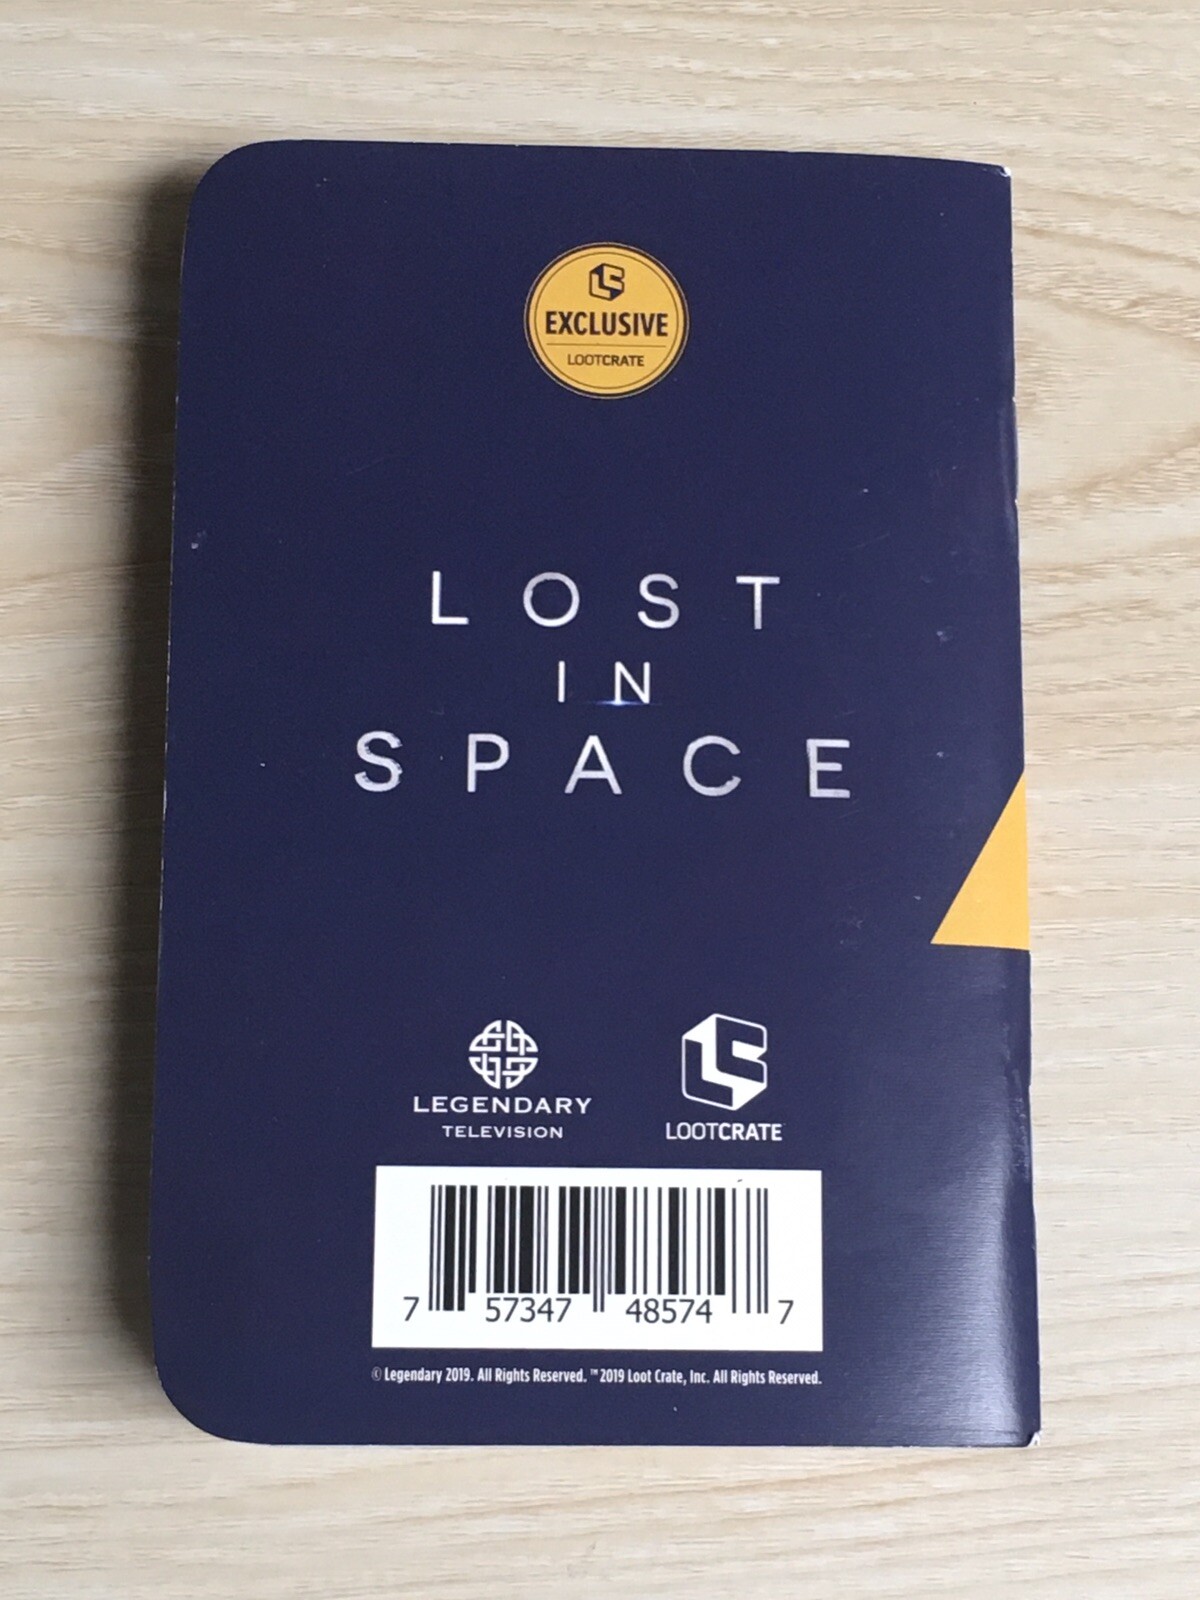 EXCLUSIVE
LOOTCRATE
LOST
IN
SPACE
LEGENDARY
TELEVISION
LOOTCRATE
7 57347 48574 7
© Legendary 2019. All Rights Reserved. ™ 2019 Loot Crate, Inc. All Rights Reserved.